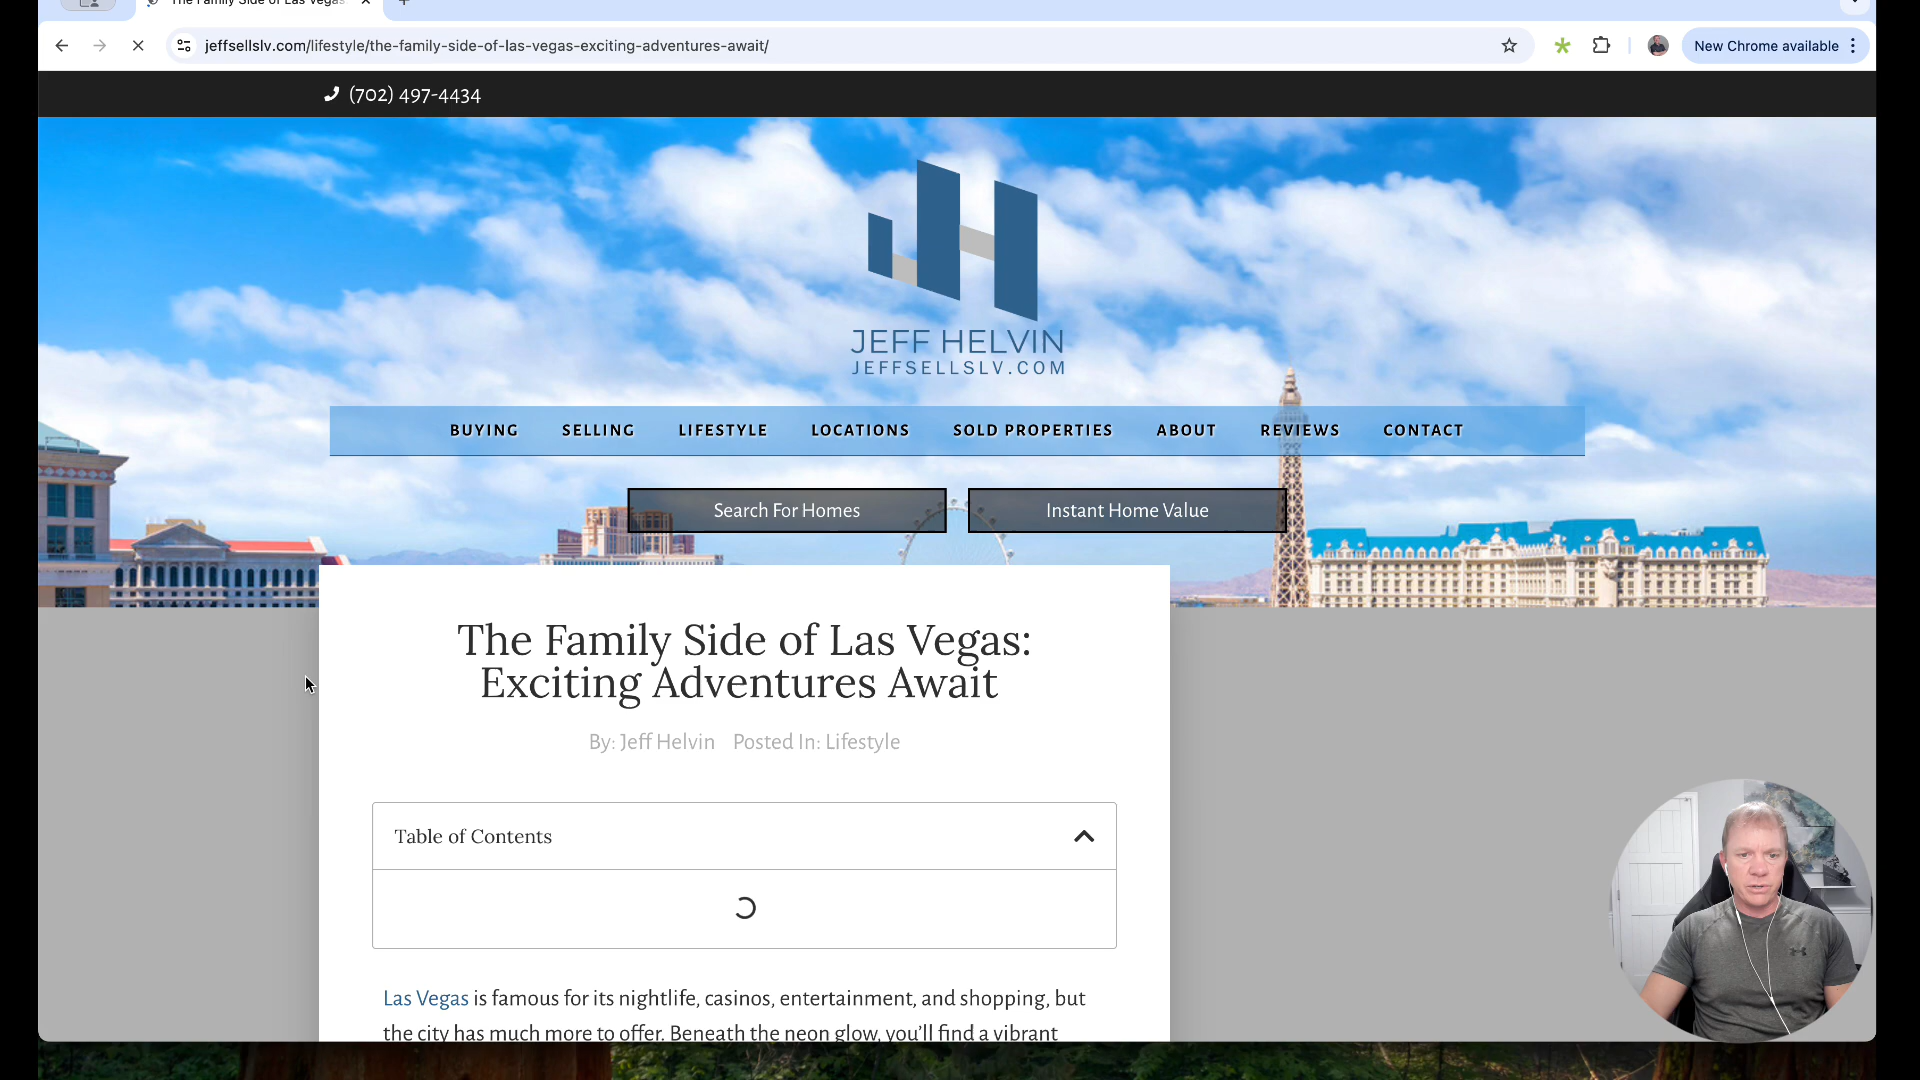 The Family Side of Las Vegas
jeffsellslv.com/lifestyle/the-family-side-of-las-vegas-exciting-adventures-await/
New Chrome available
(702) 497-4434
JEFF HELVIN
JEFFSELLSLV.COM
BUYING SELLING LIFESTYLE LOCATIONS SOLD PROPERTIES ABOUT REVIEWS CONTACT
Search For Homes Instant Home Value
The Family Side of Las Vegas:
Exciting Adventures Await
By: Jeff Helvin Posted In: Lifestyle
Table of Contents
Las Vegas is famous for its nightlife, casinos, entertainment, and shopping, but
the city has much more to offer. Beneath the neon glow, you’ll find a vibrant